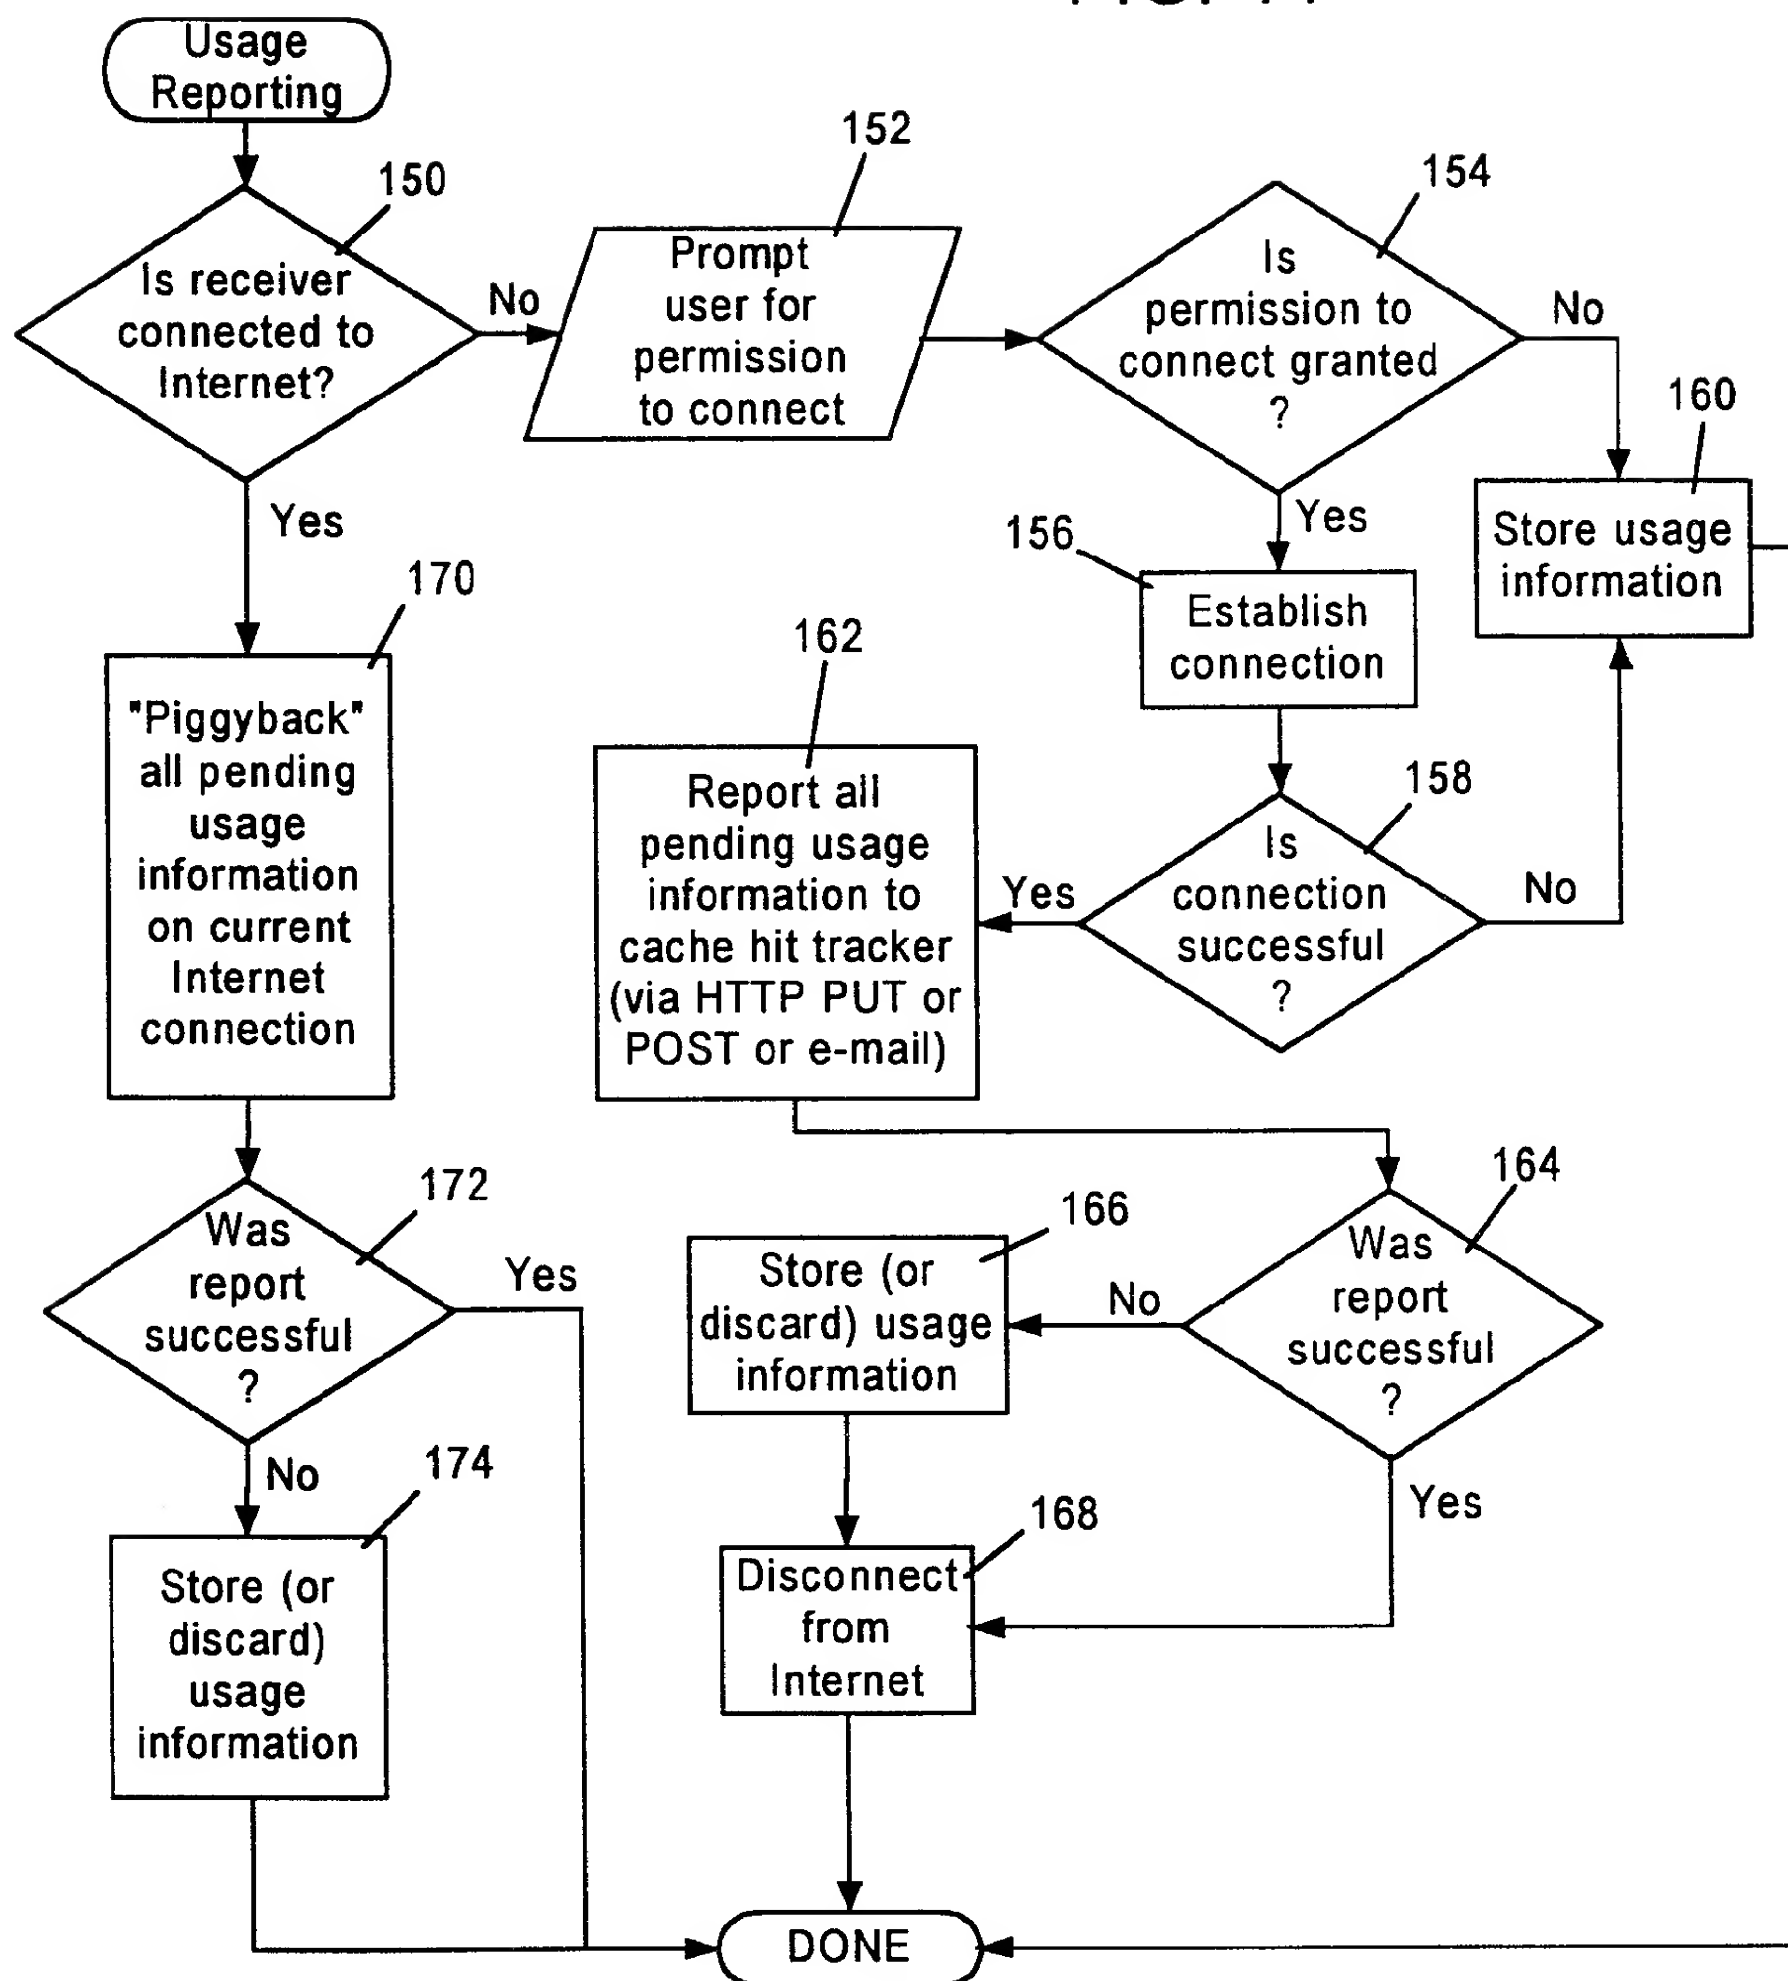 Usage
Reporting
150
Is receiver
connected to
Internet?
No
Yes
152
Prompt
user for
permission
to connect
154
Is
permission to
connect granted
?
No
Yes
160
Store usage
information
156
Establish
connection
158
Is
connection
successful
?
Yes
No
162
Report all
pending usage
information to
cache hit tracker
(via HTTP PUT or
POST or e-mail)
170
"Piggyback"
all pending
usage
information
on current
Internet
connection
172
Was
report
successful
?
Yes
No
174
Store (or
discard)
usage
information
164
Was
report
successful
?
No
Yes
166
Store (or
discard) usage
information
168
Disconnect
from
Internet
DONE